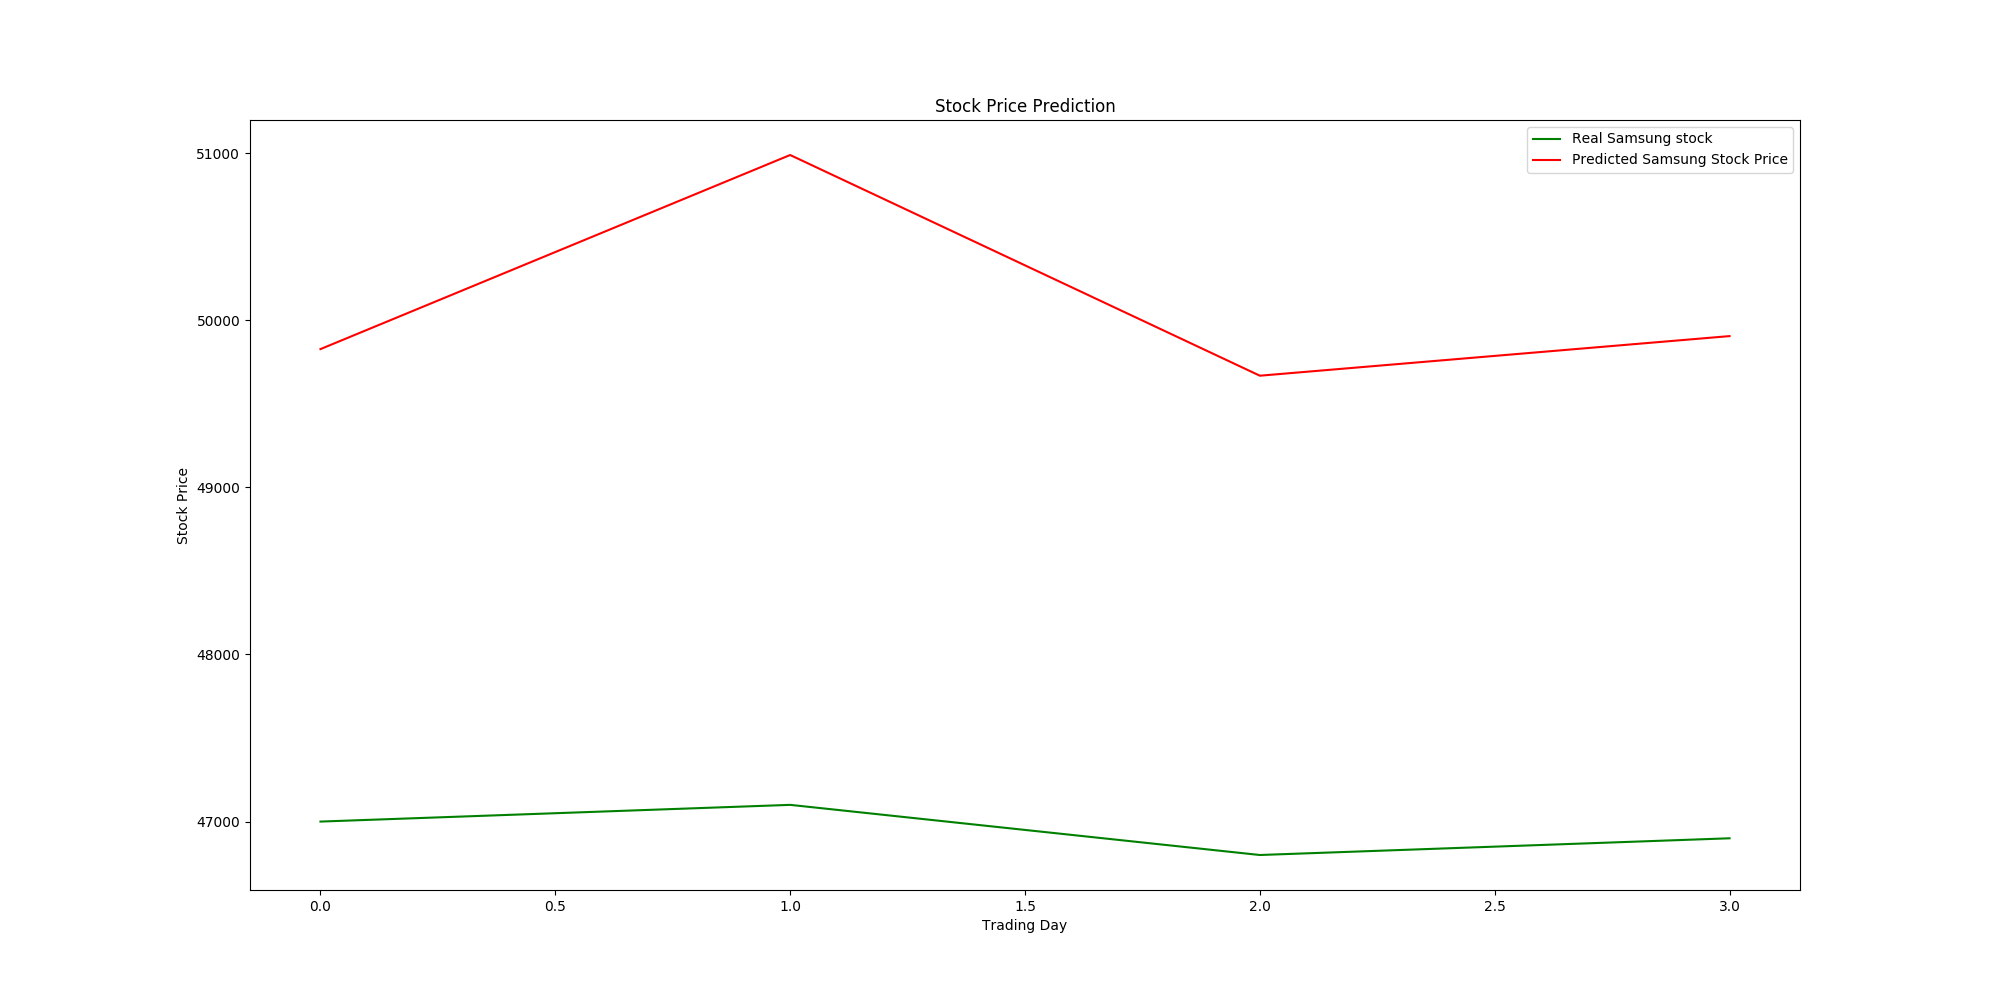 Stock Price Prediction
Real Samsung stock
Predicted Samsung Stock Price
51000
50000
49000
48000
47000
Stock Price
0.0 0.5 1.0 1.5 2.0 2.5 3.0
Trading Day